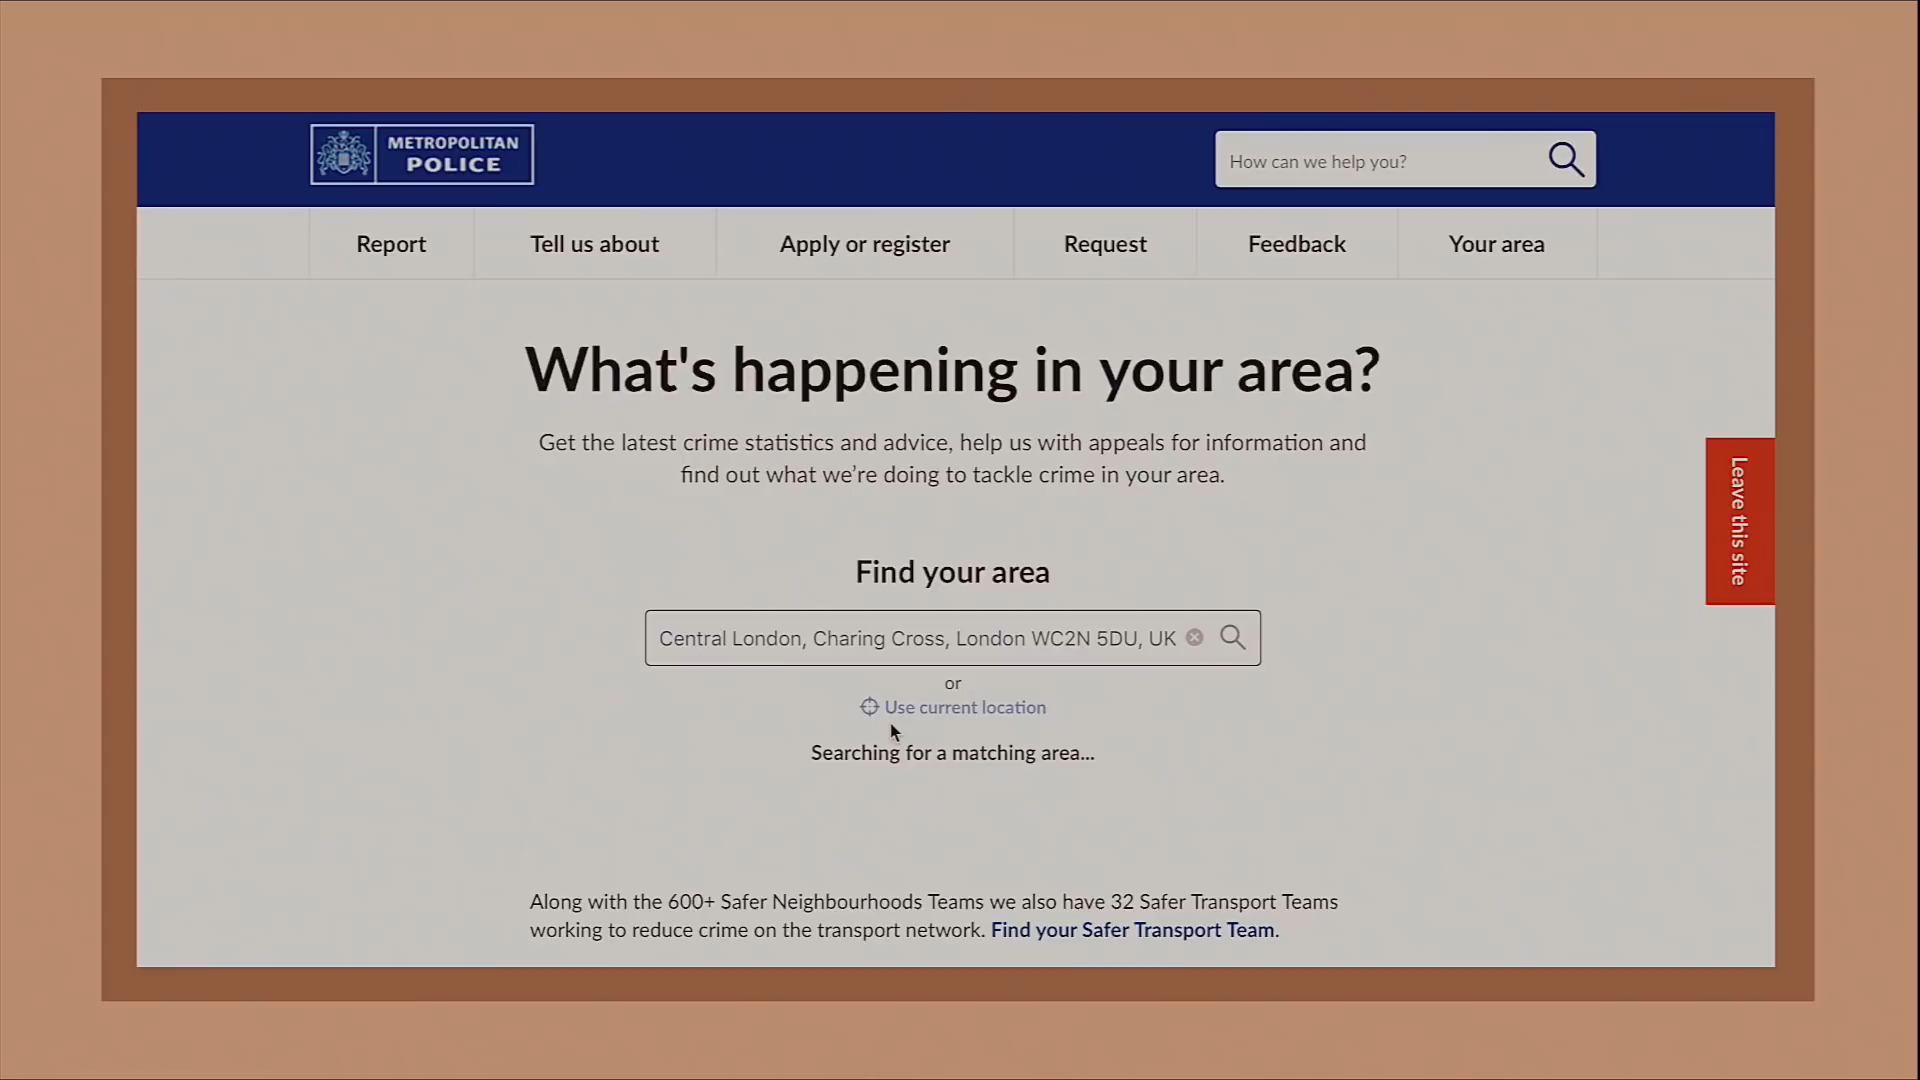 METROPOLITAN
POLICE
How can we help you?
Report
Tell us about
Apply or register
Request
Feedback
Your area
What's happening in your area?
Get the latest crime statistics and advice, help us with appeals for information and
find out what we’re doing to tackle crime in your area.
Leave this site
Find your area
Central London, Charing Cross, London WC2N 5DU, UK
or
Use current location
Searching for a matching area...
Along with the 600+ Safer Neighbourhoods Teams we also have 32 Safer Transport Teams
working to reduce crime on the transport network. Find your Safer Transport Team.